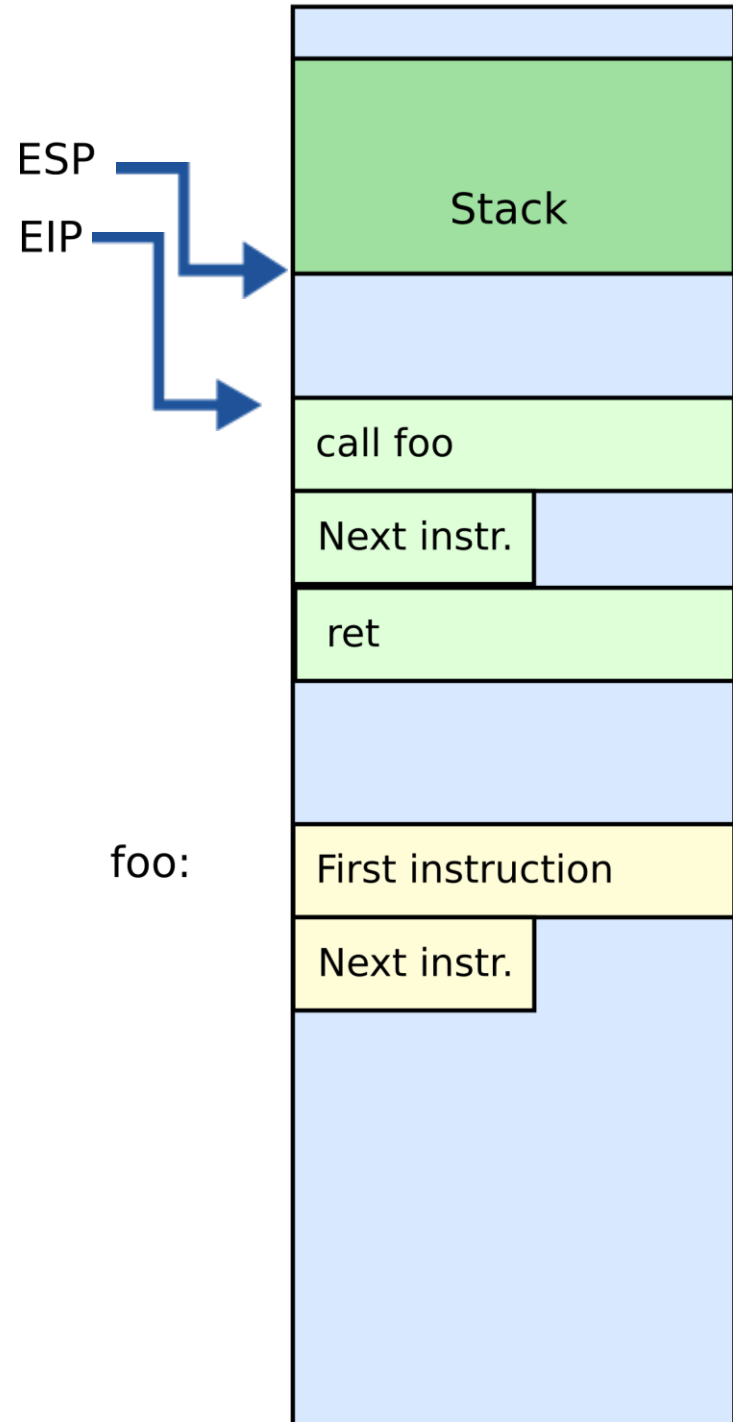 ESP
Stack
EIP
call foo
Next instr.
ret
foo:
First instruction
Next instr.